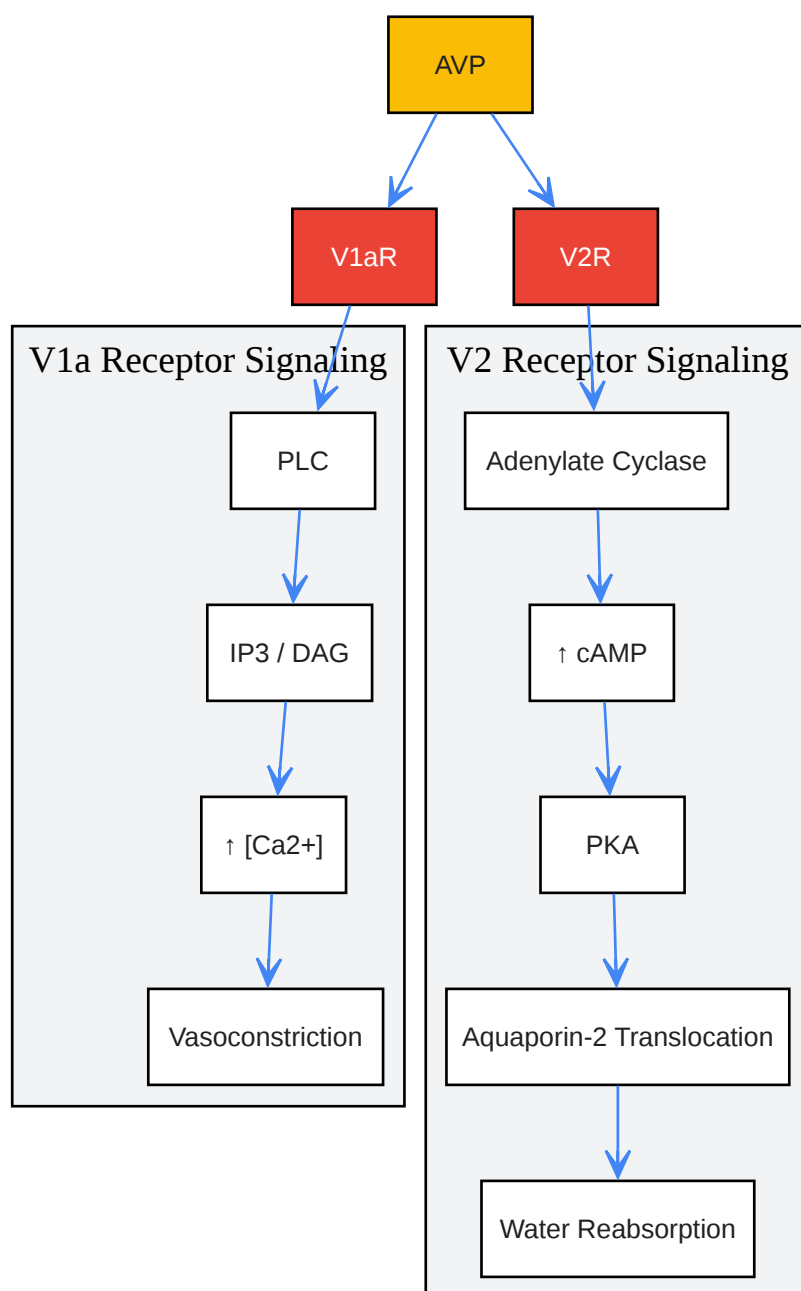 AVP
V1aR
V2R
V1a Receptor Signaling
V2 Receptor Signaling
PLC
Adenylate Cyclase
IP3 / DAG
↑ cAMP
↑ [Ca2+]
PKA
Vasoconstriction
Aquaporin-2 Translocation
Water Reabsorption